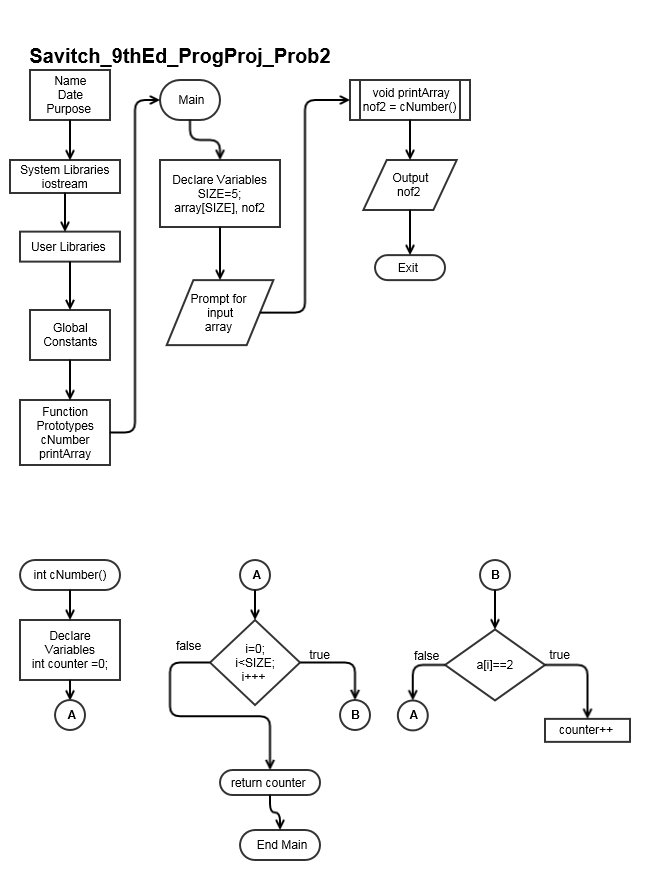 Savitch_9thEd_ProgProj_Prob2
Name
Date
Purpose
System Libraries
iostream
User Libraries
Global
Constants
Function
Prototypes
cNumber
printArray
Main
Declare Variables
SIZE=5;
array[SIZE], nof2
Prompt for
input
array
void printArray
nof2 = cNumber()
Output
nof2
Exit
int cNumber()
Declare
Variables
int counter =0;
A
A
i=0;
i<SIZE;
i+++
false
true
B
return counter
End Main
B
a[i]==2
false
true
A
counter++